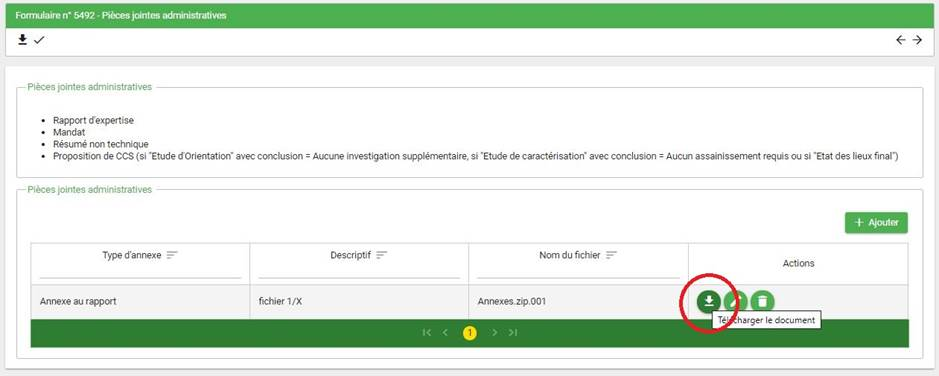 Formulaire n° 5492 - Pièces jointes administratives
Pièces jointes administratives
Rapport d'expertise
Mandat
Résumé non technique
Proposition de CCS (si "Etude d'Orientation" avec conclusion = Aucune investigation supplémentaire, si "Etude de caractérisation" avec conclusion = Aucun assainissement requis ou si "Etat des lieux final")
Pièces jointes administratives
+ Ajouter
Type d'annexe Descriptif Nom du fichier Actions
Annexe au rapport fichier 1/X Annexes.zip.001
Télécharger le document
1